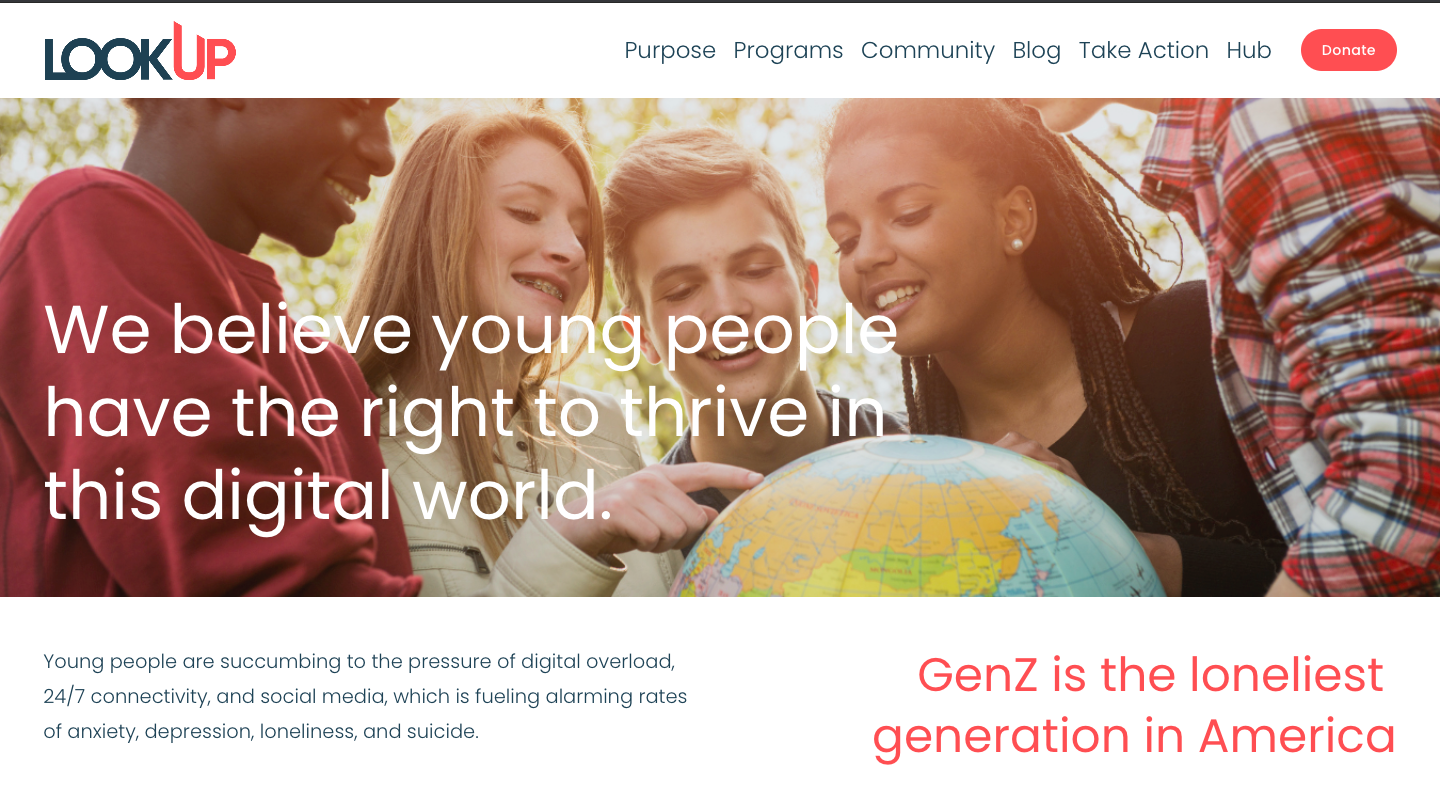 LOOKUP
Purpose Programs Community Blog Take Action Hub Donate
We believe young people
have the right to thrive in
this digital world.
Young people are succumbing to the pressure of digital overload,
24/7 connectivity, and social media, which is fueling alarming rates
of anxiety, depression, loneliness, and suicide.
GenZ is the loneliest
generation in America